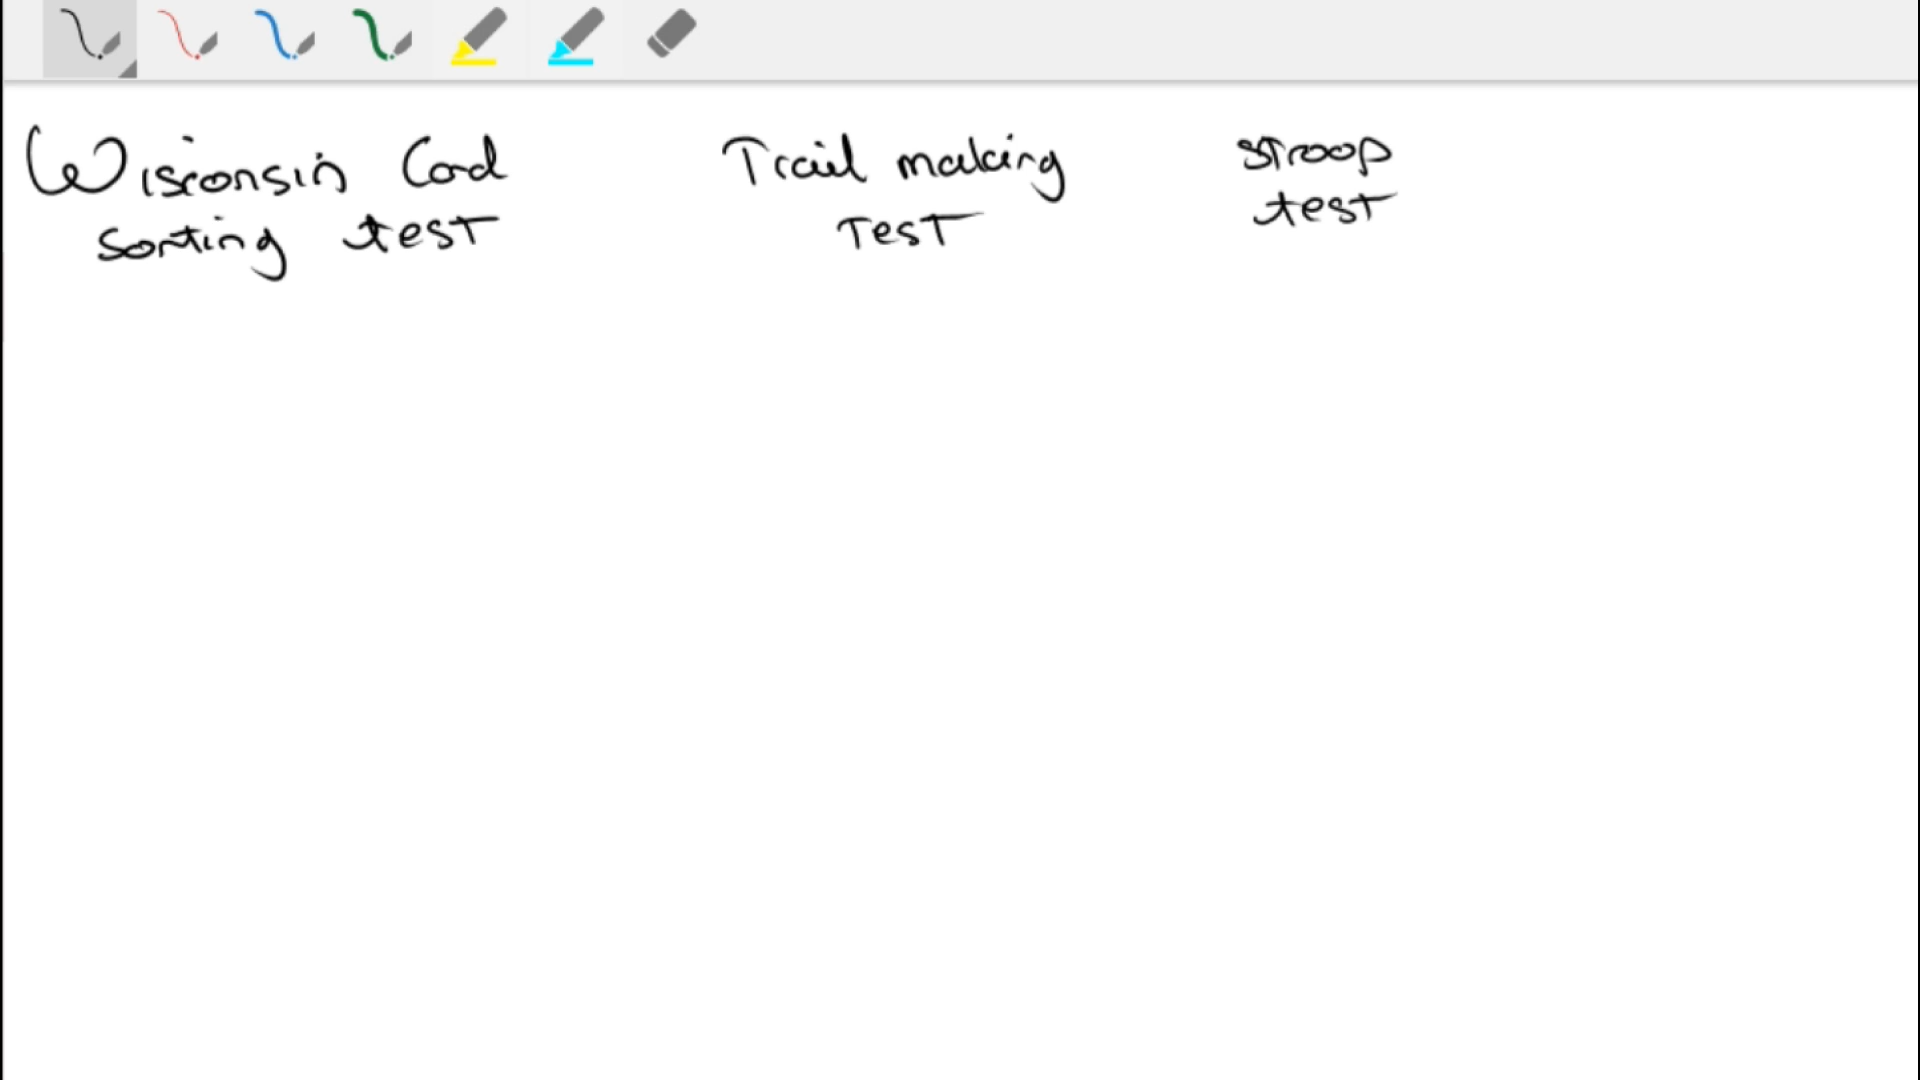 Wisconsin Card
sorting test
Trail making
Test
stroop
test